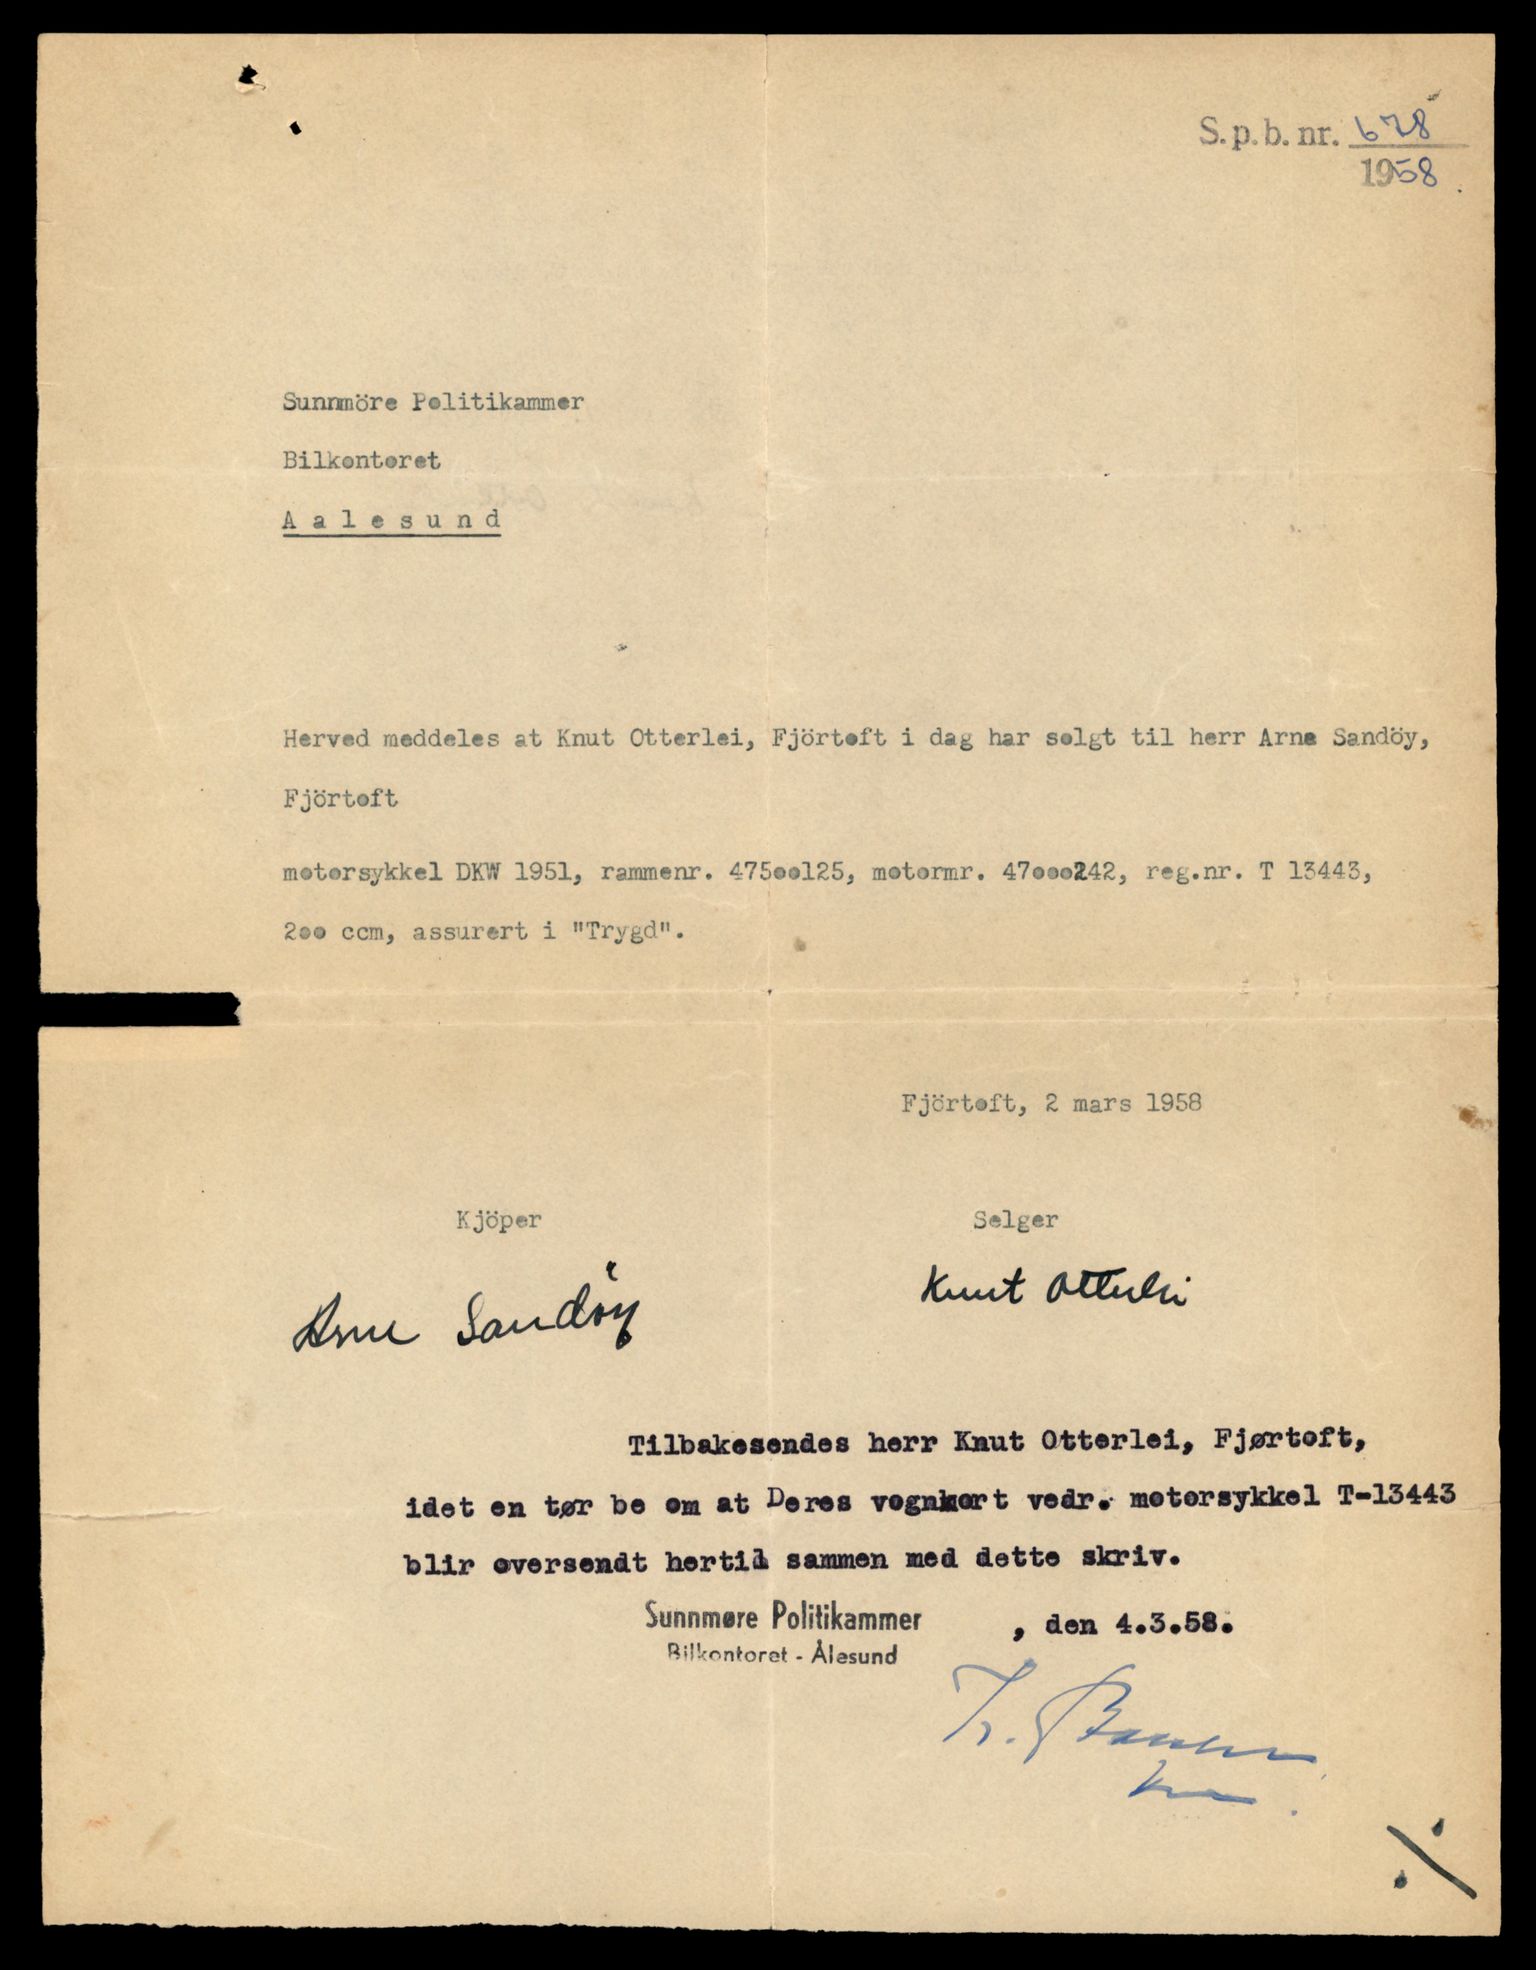 S.p.b. nr. 678
1958
Sunnmöre Politikammer
Bilkontoret
Aalesund
Herved meddeles at Knut Otterlei, Fjörtoft i dag har solgt til herr Arne Sandöy,
Fjörtoft
motorsykkel DKW 1951, rammenr. 475oo125, motormr. 47ooo242, reg.nr. T 13443,
2oo ccm, assurert i "Trygd".
Fjörtoft, 2 mars 1958
Kjöper Selger
Knut Otterlei
Arne Sandöy
Tilbakesendes herr Knut Otterlei, Fjørtoft,
idet en tør be om at Deres vognkort vedr. motorsykkel T-13443
blir oversendt hertil sammen med dette skriv.
Sunnmøre Politikammer , den 4.3.58.
Bilkontoret - Ålesund
./.